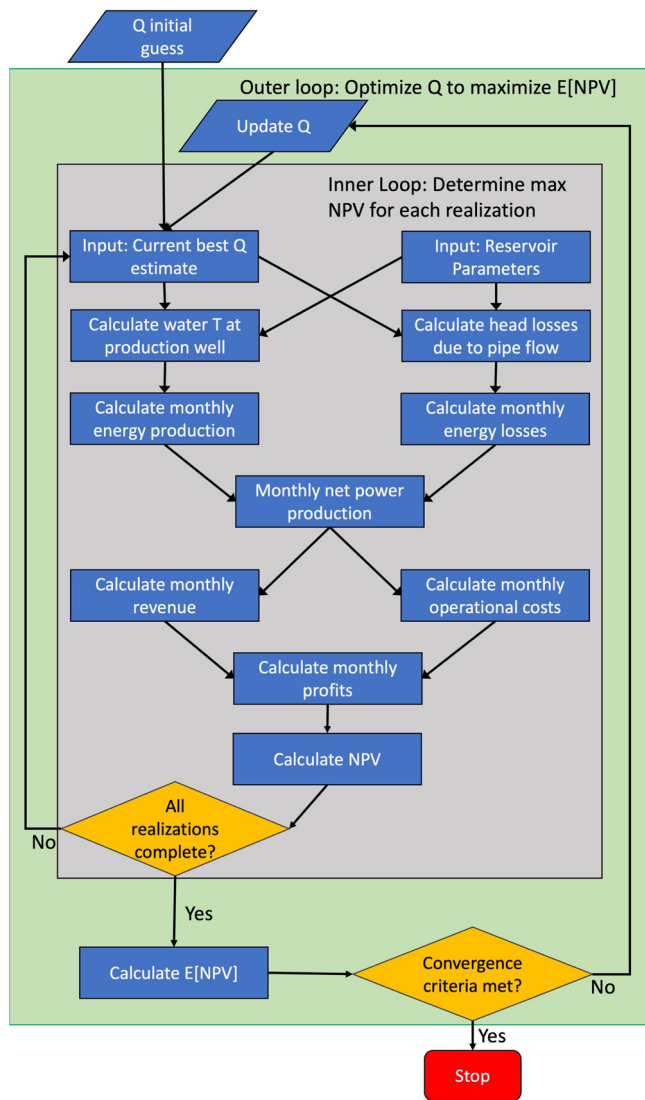 Q initial
guess
Outer loop: Optimize Q to maximize E[NPV]
Update Q
Inner Loop: Determine max
NPV for each realization
Input: Current best Q
estimate
Input: Reservoir
Parameters
Calculate water T at
production well
Calculate head losses
due to pipe flow
Calculate monthly
energy production
Calculate monthly
energy losses
Monthly net power
production
Calculate monthly
revenue
Calculate monthly
operational costs
Calculate monthly
profits
Calculate NPV
All
realizations
complete?
No
Yes
Calculate E[NPV]
Convergence
criteria met?
No
Yes
Stop